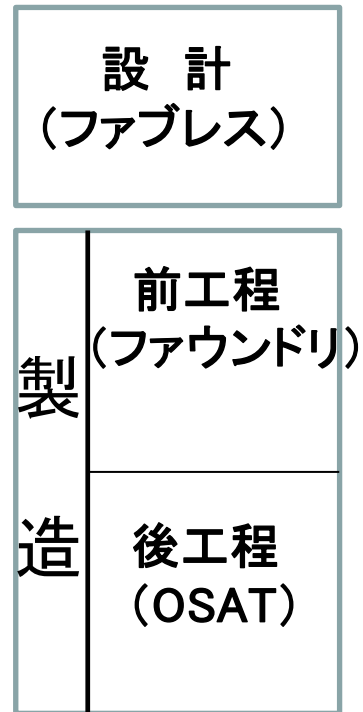 設 計
(ファブレス)
製造
前工程
(ファウンドリ)
後工程
(OSAT)